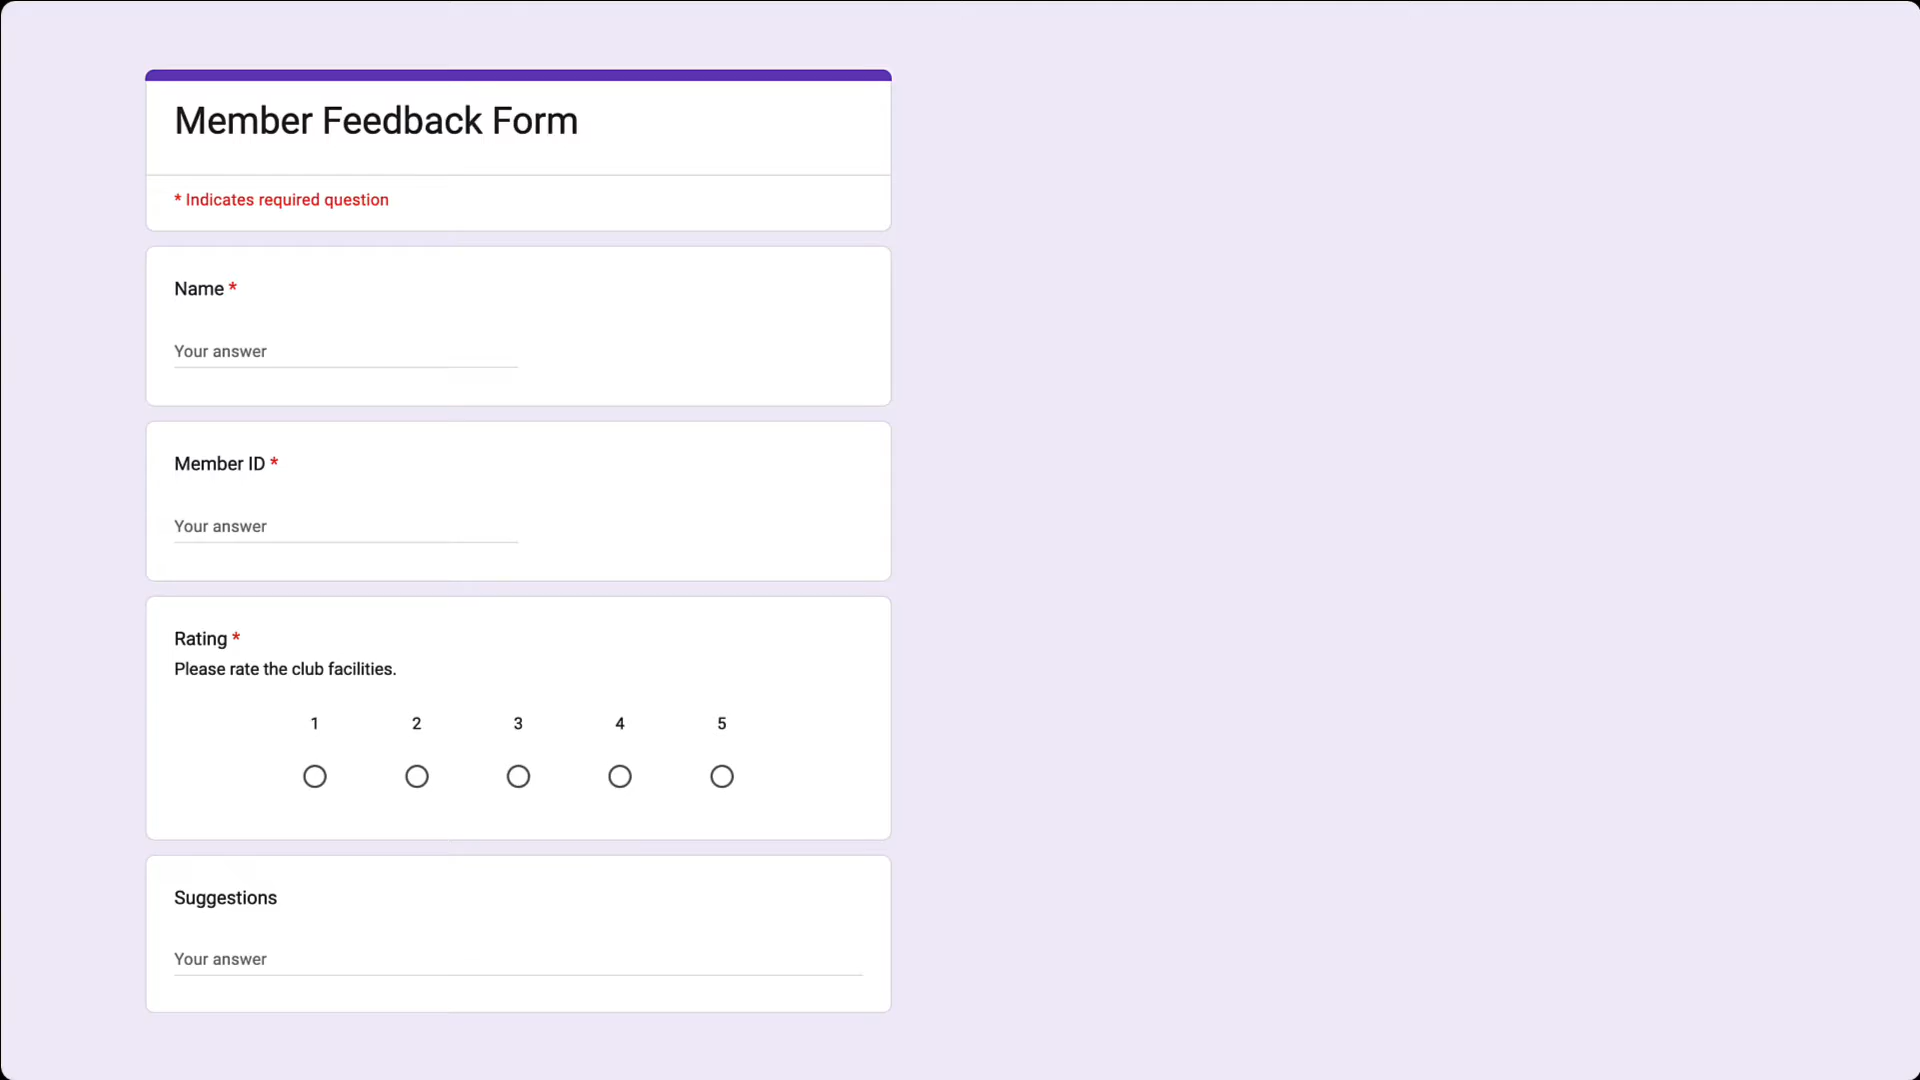 Member Feedback Form
* Indicates required question
Name *
Your answer
Member ID *
Your answer
Rating *
Please rate the club facilities.
1 2 3 4 5
Suggestions
Your answer